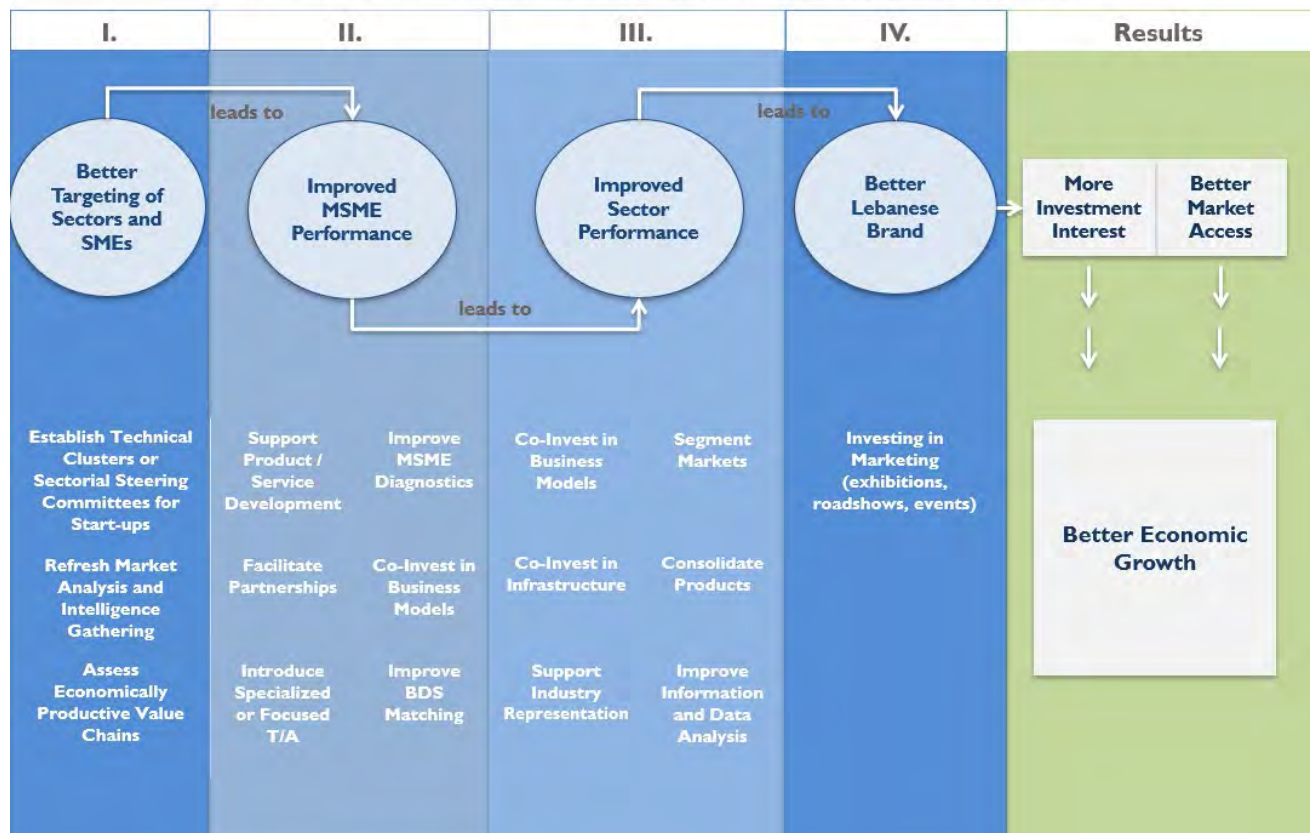 I.
II.
III.
IV.
Results
leads to
leads to
Better
Targeting of
Sectors and
SMEs
Improved
MSME
Performance
Improved
Sector
Performance
Better
Lebanese
Brand
More
Investment
Interest
Better
Market
Access
leads to
Establish Technical
Clusters or
Sectorial Steering
Committees for
Start-ups
Refresh Market
Analysis and
Intelligence
Gathering
Assess
Economically
Productive Value
Chains
Support
Product /
Service
Development
Improve
MSME
Diagnostics
Facilitate
Partnerships
Co-Invest in
Business
Models
Introduce
Specialized
or Focused
T/A
Improve
BDS
Matching
Co-Invest in
Business
Models
Segment
Markets
Co-Invest in
Infrastructure
Consolidate
Products
Support
Industry
Representation
Improve
Information
and Data
Analysis
Investing in
Marketing
(exhibitions,
roadshows, events)
Better Economic
Growth